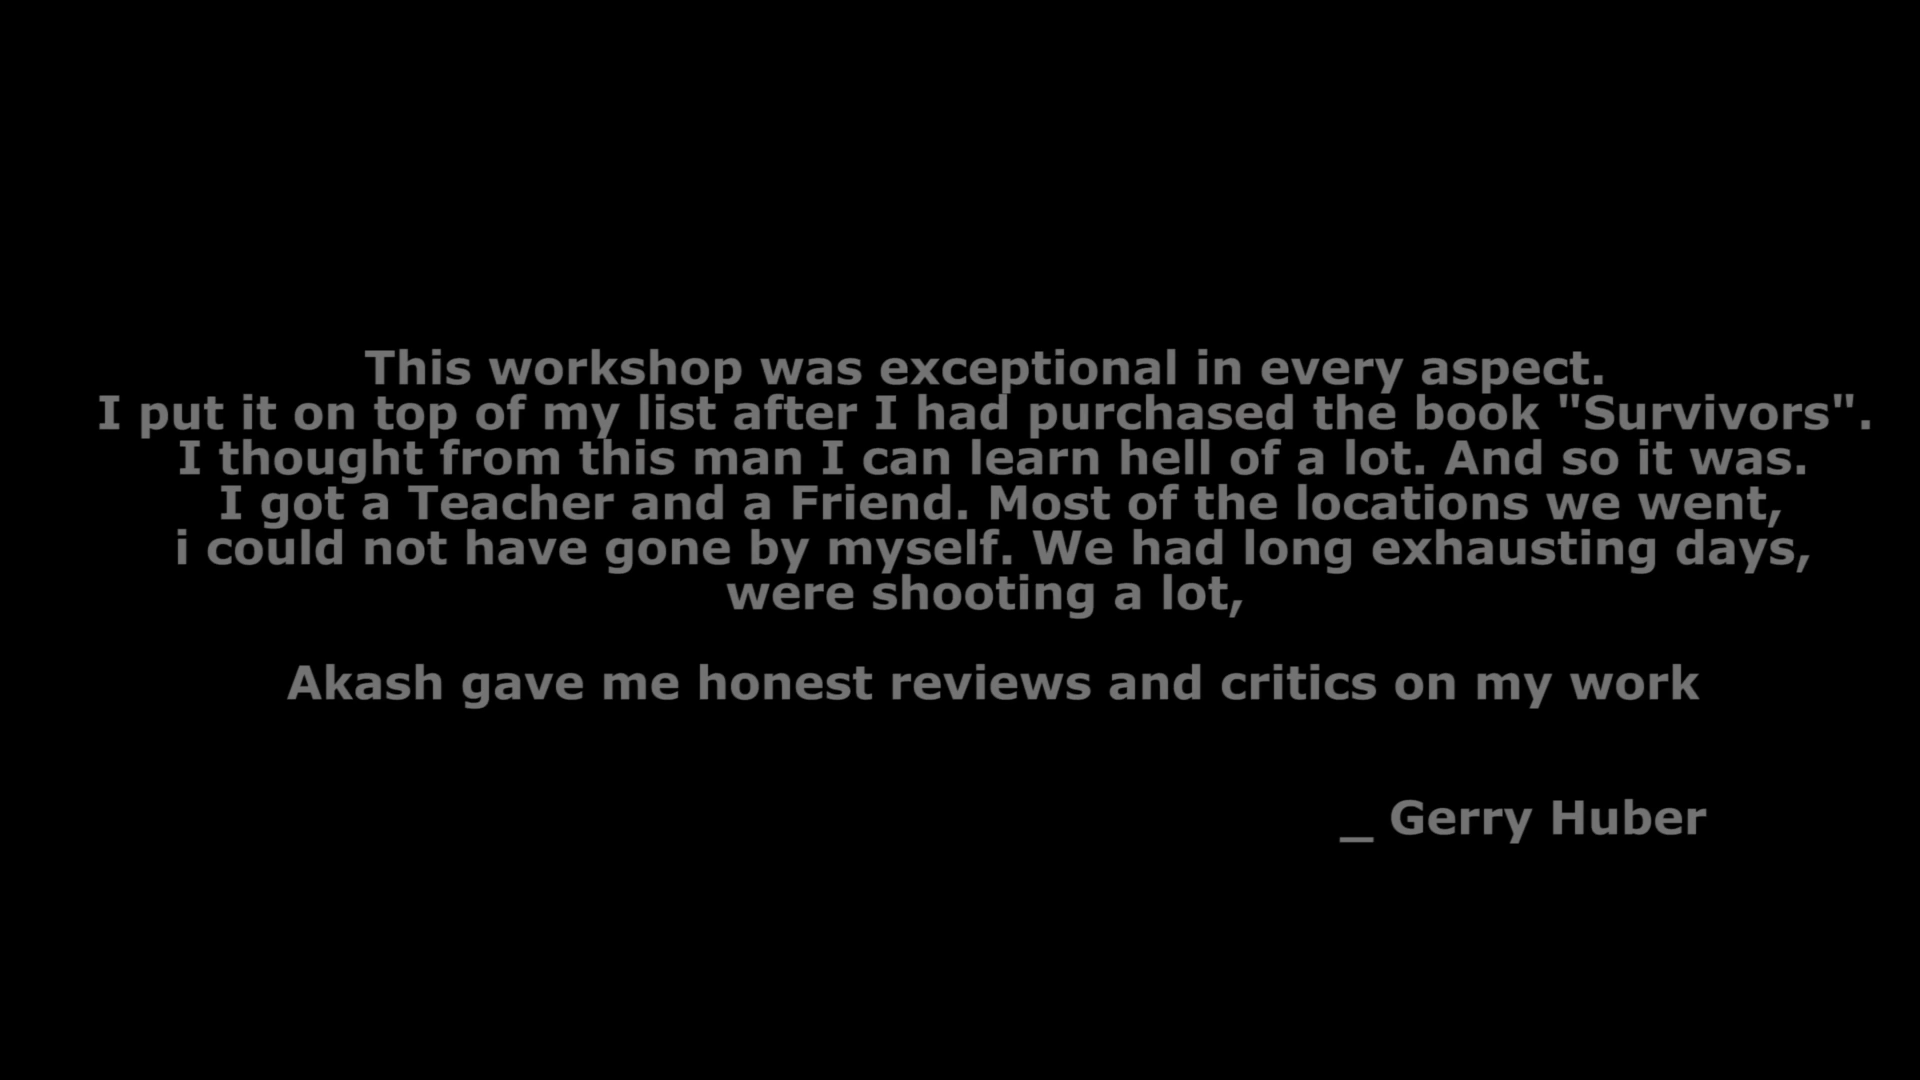 This workshop was exceptional in every aspect.
I put it on top of my list after I had purchased the book "Survivors".
I thought from this man I can learn hell of a lot. And so it was.
I got a Teacher and a Friend. Most of the locations we went,
i could not have gone by myself. We had long exhausting days,
were shooting a lot,
Akash gave me honest reviews and critics on my work
_ Gerry Huber